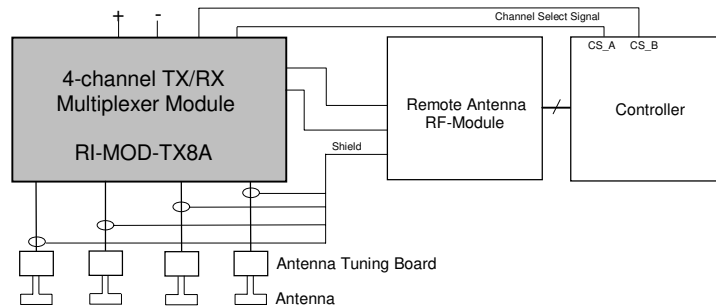 + -
Channel Select Signal
CS_A CS_B
4-channel TX/RX
Multiplexer Module
RI-MOD-TX8A
Remote Antenna
RF-Module
Controller
Shield
Antenna Tuning Board
Antenna